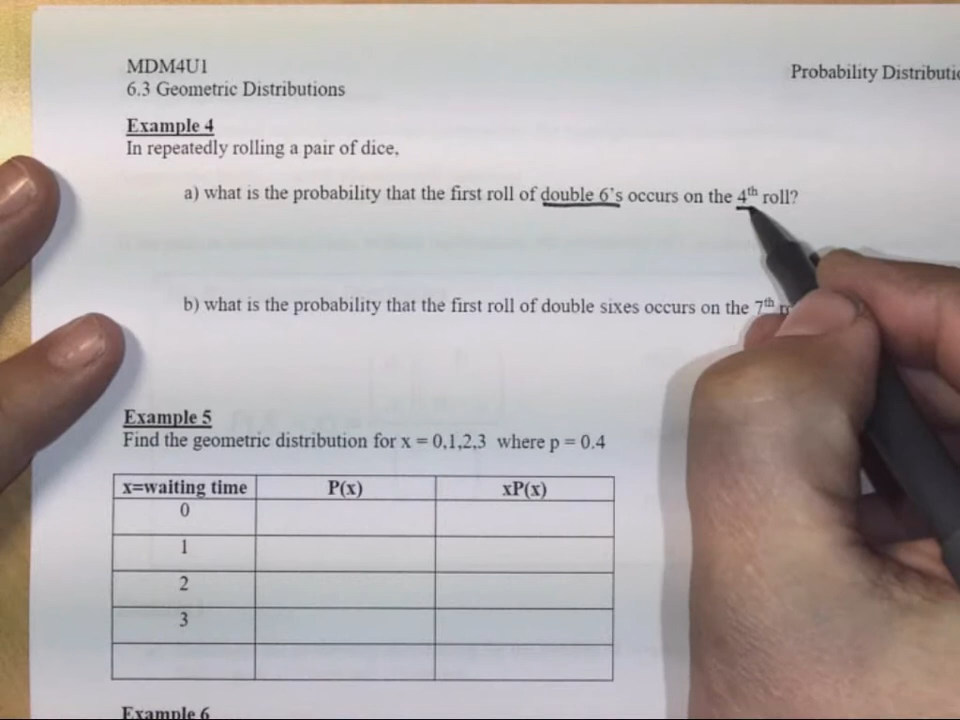 MDM4U1
Probability
6.3 Geometric Distributions
Example 4
In repeatedly rolling a pair of dice,
a) what is the probability that the first roll of double 6's occurs on the 4th roll?
b) what is the probability that the first roll of double sixes occurs on the 7th
Example 5
Find the geometric distribution for x = 0,1,2,3 where p = 0.4
x=waiting time P(x) xP(x)
0
1
2
3
Example 6